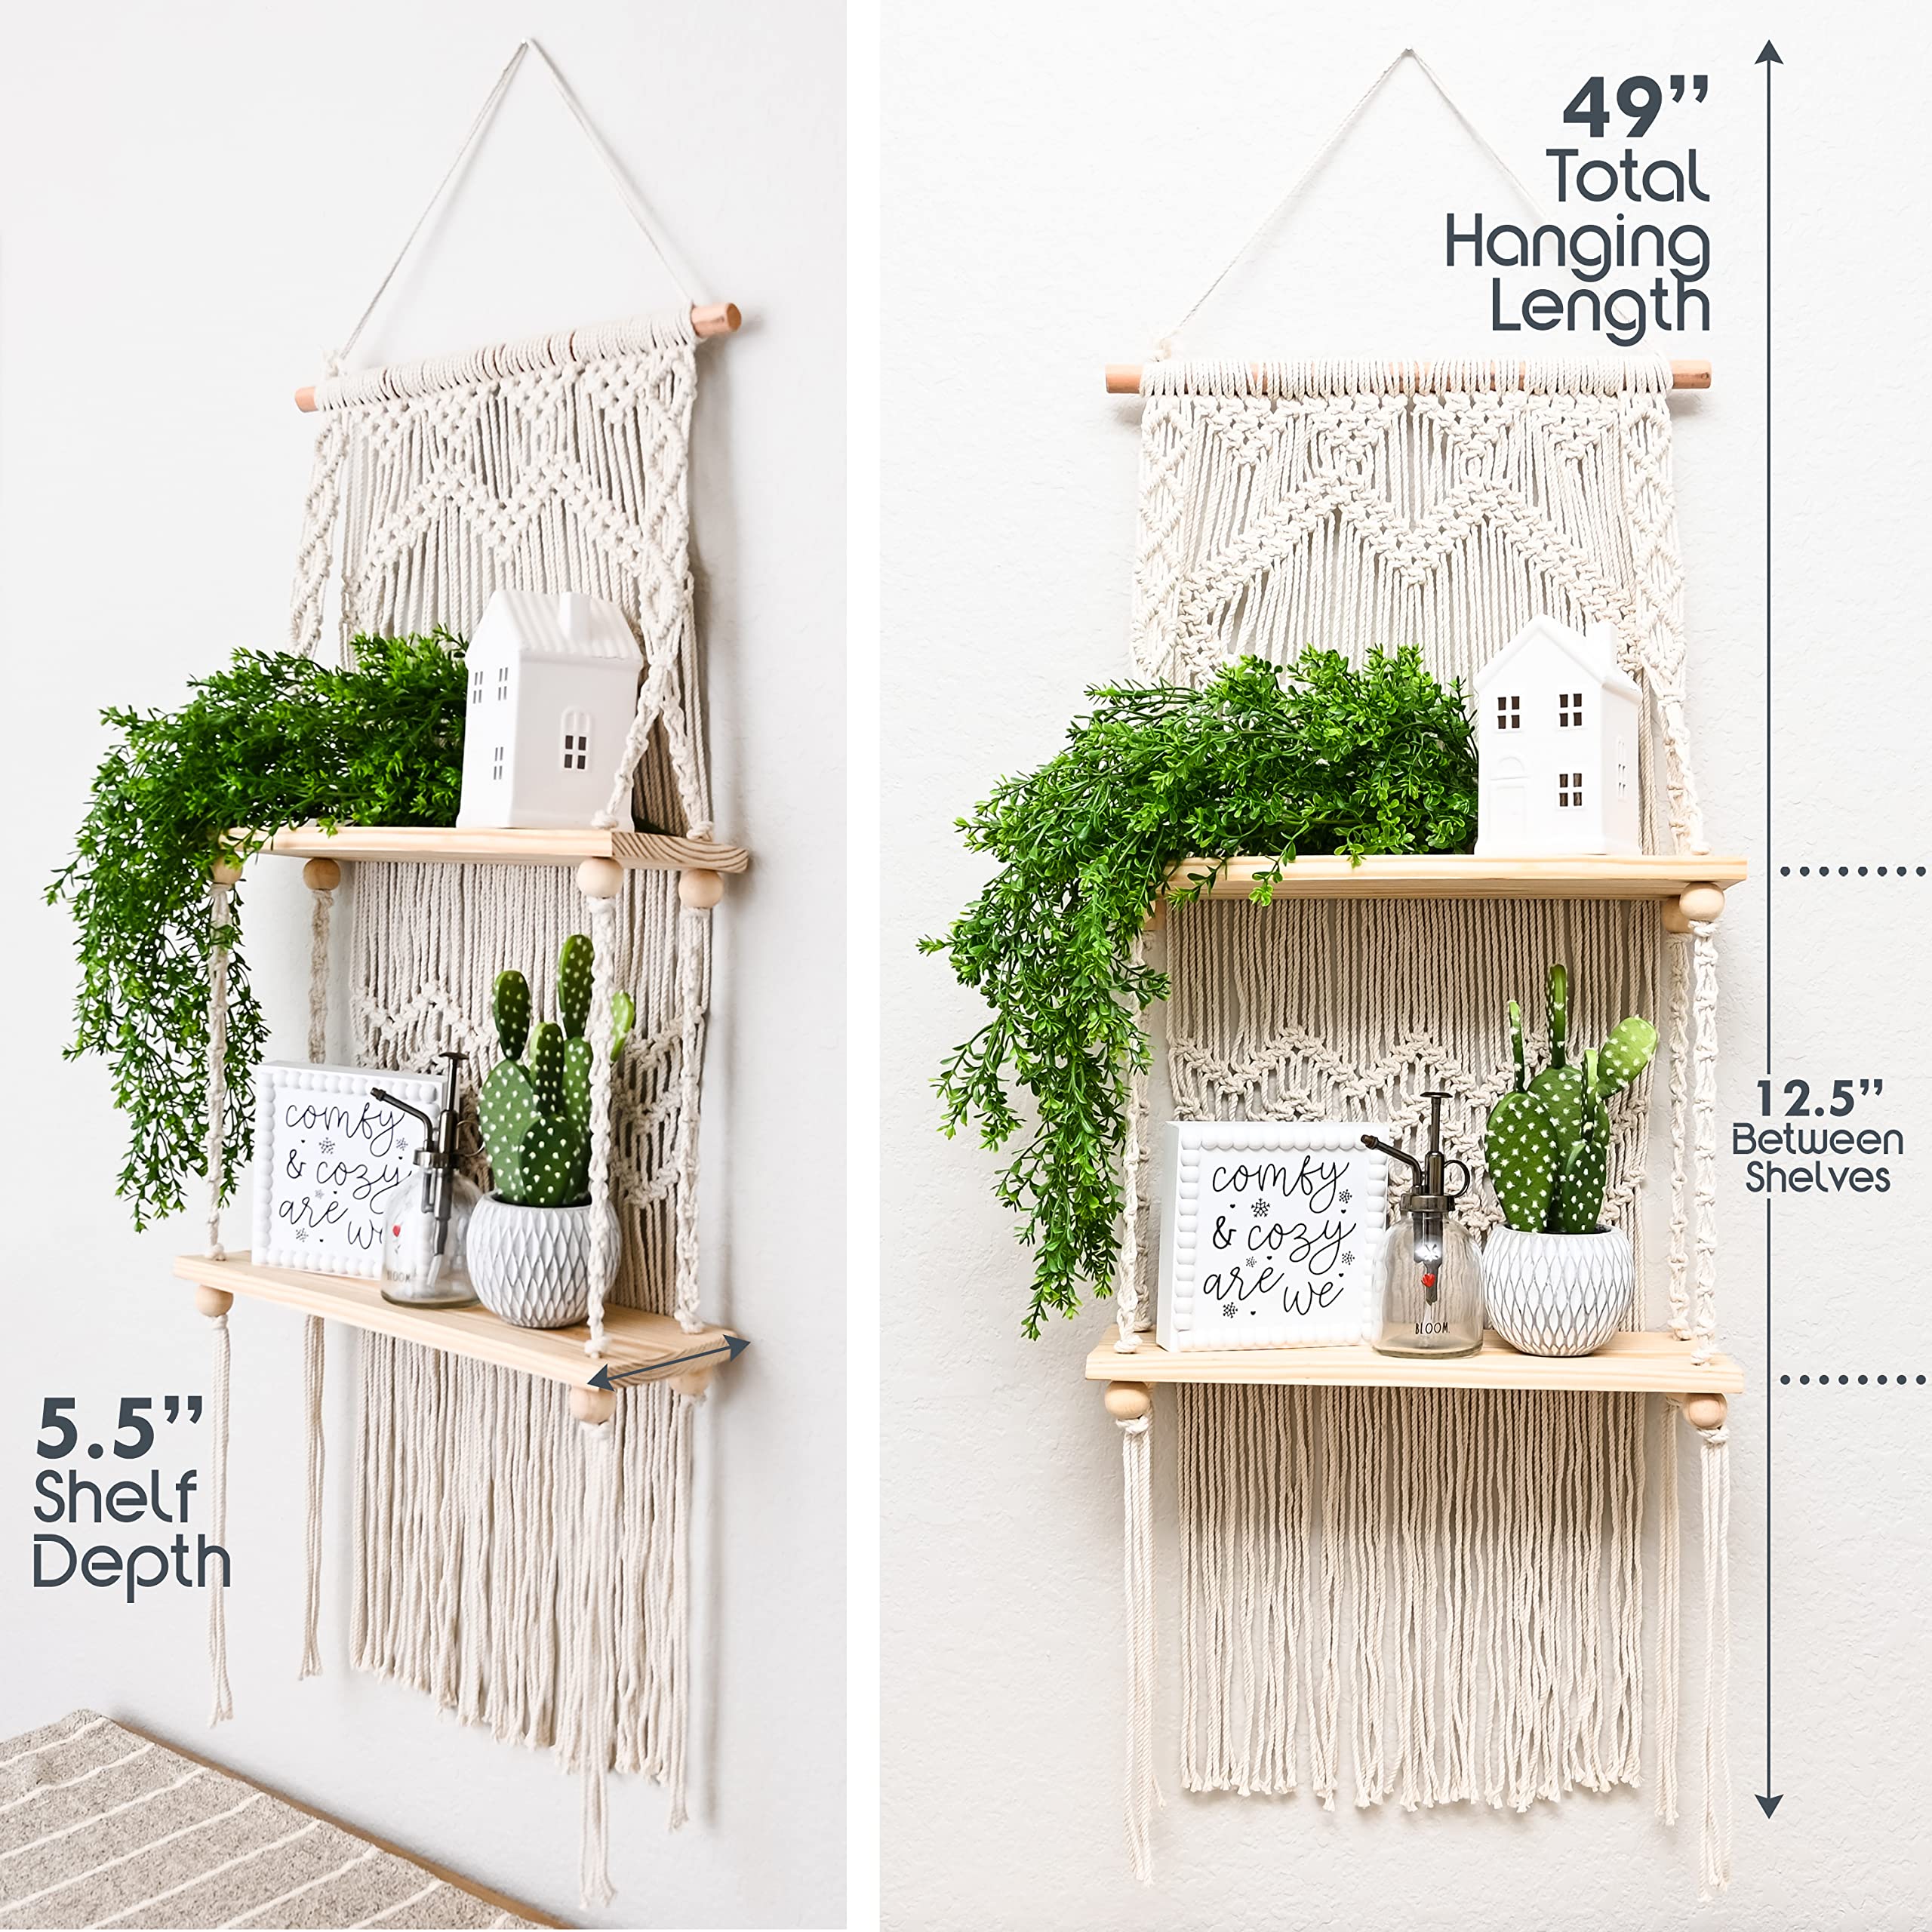 49”
Total
Hanging
Length
comfy
& cozy
are we
BLOOM
comfy
& cozy
are we
BLOOM.
12.5”
Between
Shelves
5.5”
Shelf
Depth